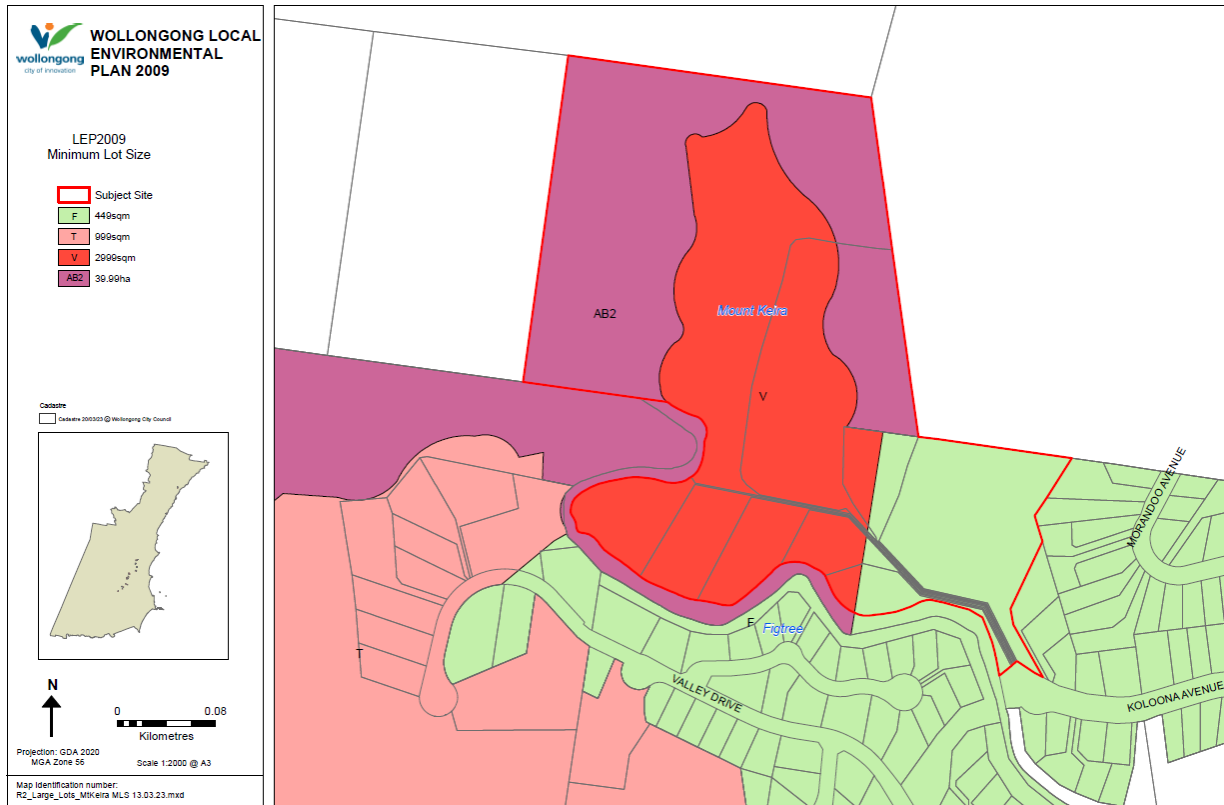 wollongong
city of innovation
WOLLONGONG LOCAL
ENVIRONMENTAL
PLAN 2009
LEP2009
Minimum Lot Size
Subject Site
F 449sqm
T 999sqm
V 2999sqm
AB2 39.99ha
Cadastre
Cadastre 20/03/23 © Wollongong City Council
N
0 0.08
Kilometres
Projection: GDA 2020
MGA Zone 56
Scale 1:2000 @ A3
Map Identification number:
R2_Large_Lots_MtKeira MLS 13.03.23.mxd
AB2
Mount Keira
V
MORANDOO AVENUE
F
Figtree
T
VALLEY DRIVE
KOLOONA AVENUE